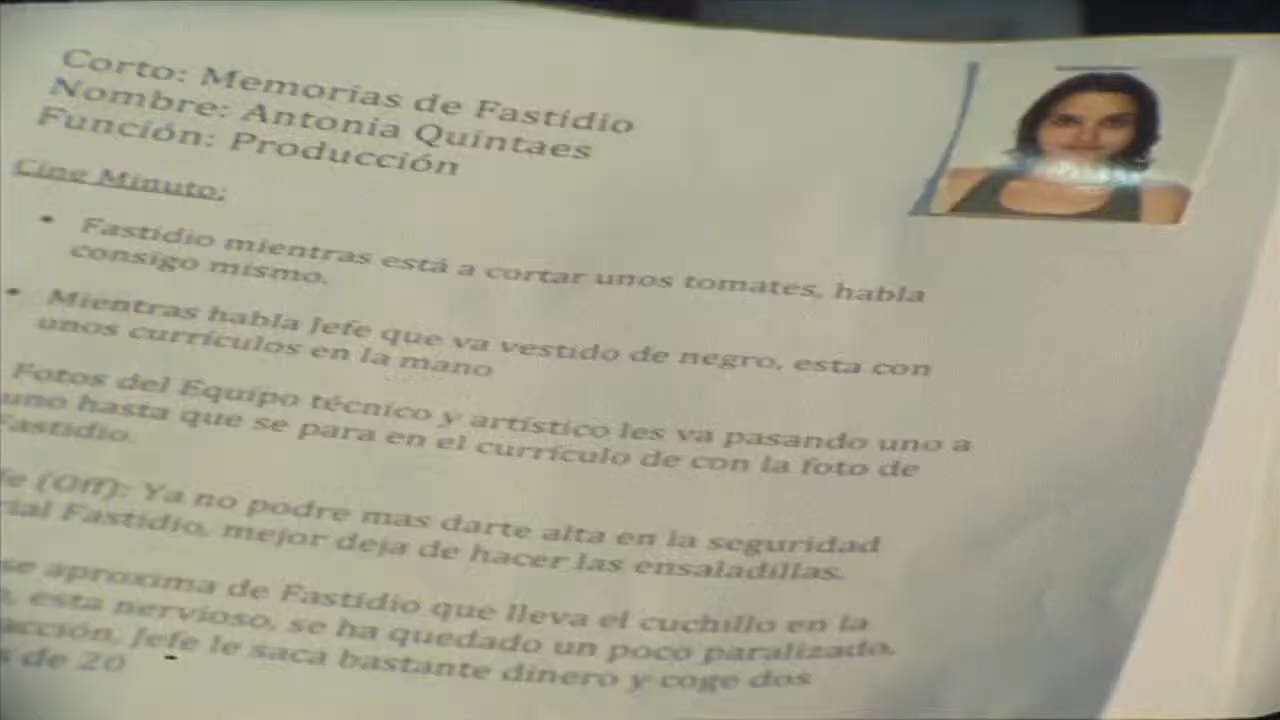 Corto: Memorias de Fastidio
Nombre: Antonia Quintaes
Función: Producción
Cine Minuto:
• Fastidio mientras está a cortar unos tomates, habla
consigo mismo.
• Mientras habla Jefe que va vestido de negro, esta con
unos currículos en la mano
Fotos del Equipo técnico y artístico les va pasando uno a
uno hasta que se para en el currículo de con la foto de
Fastidio.
fe (Off): Ya no podre mas darte alta en la seguridad
ial Fastidio, mejor deja de hacer las ensaladillas.
se aproxima de Fastidio que lleva el cuchillo en la
esta nervioso, se ha quedado un poco paralizado.
acción, Jefe le saca bastante dinero y coge dos
de 20